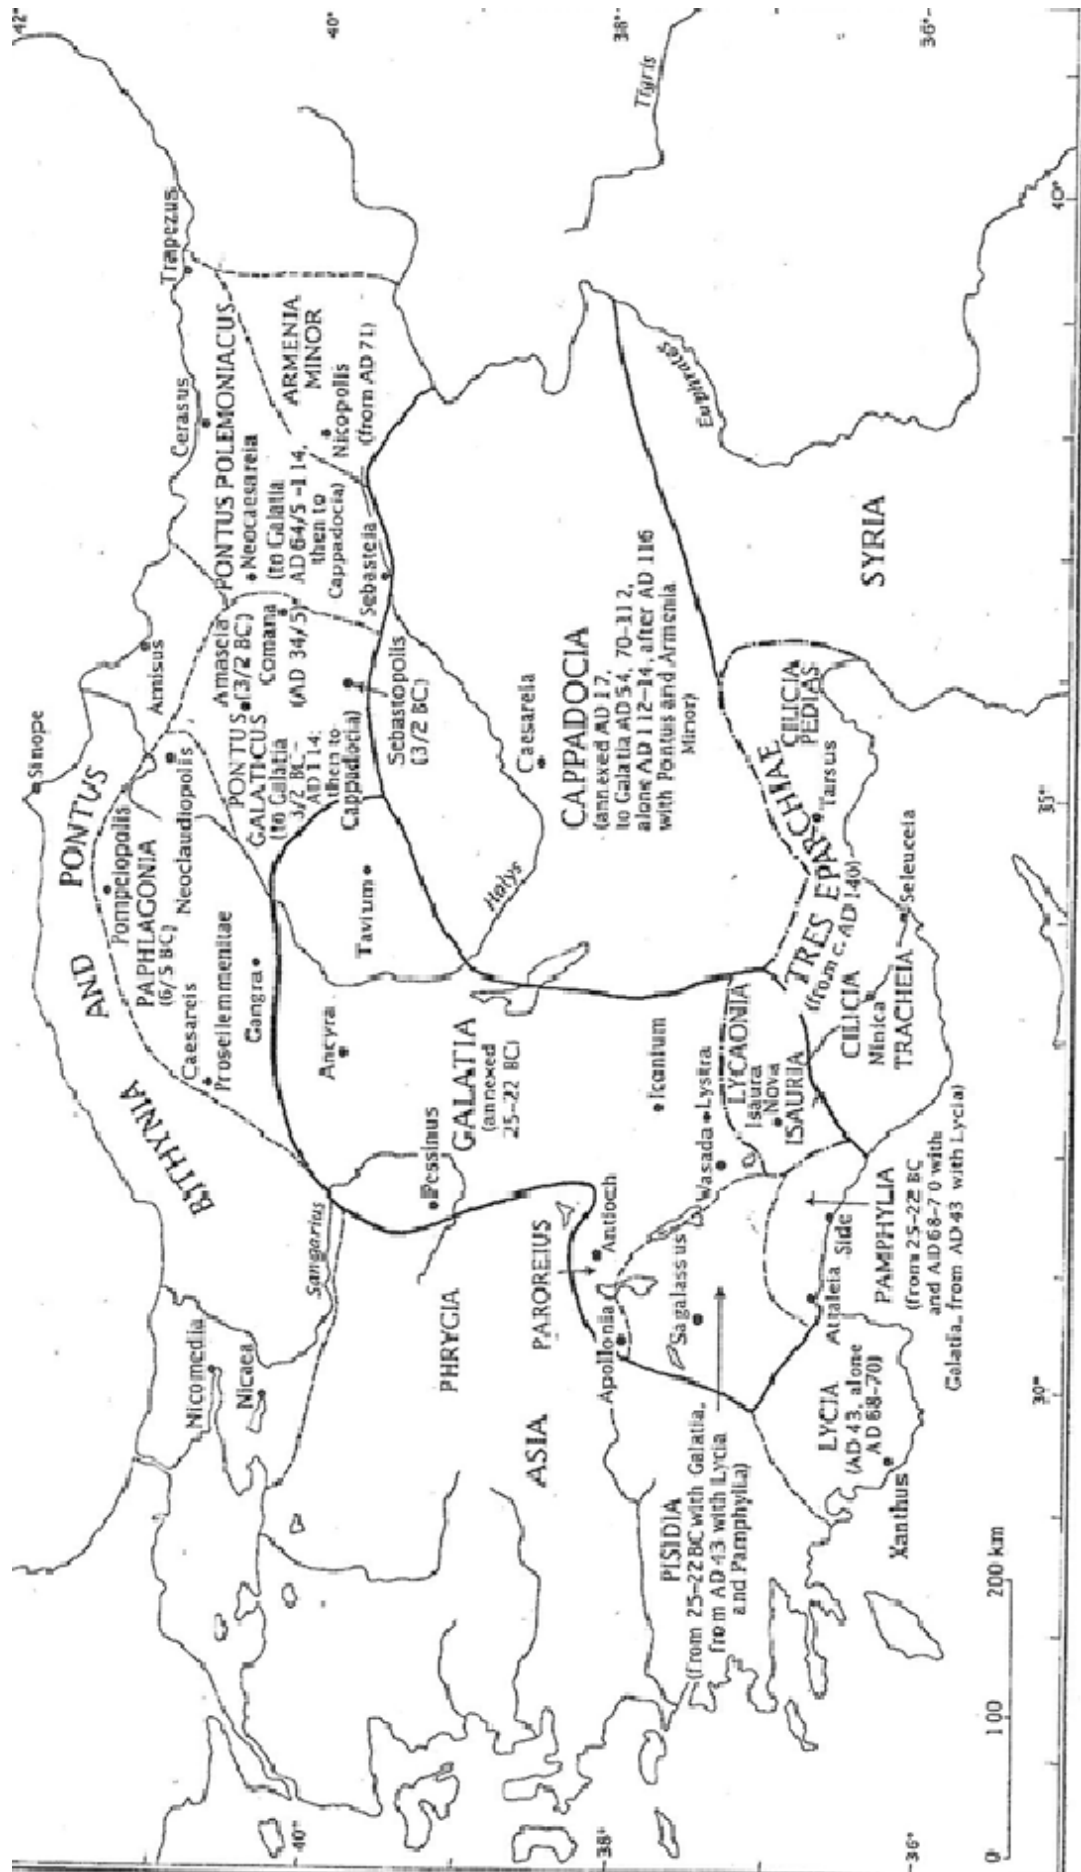 42°
40°
38°
36°
Sinope
Trapezus
PONTUS
AND
BITHYNIA
Cerasus
Amisus
Pompeiopolis
PAPHLAGONIA
(6/5 BC)
Neoclaudiopolis
Caesareis
Proseilemmenitae
Gangra
Amaseia
(3/2 BC)
PONTUS
GALATICUS
(to Galatia
3/2 BC–
AD 114;
then to
Cappadocia)
Comana
(AD 34/5)
PONTUS POLEMONIACUS
Neocaesareia
(to Galatia
AD 64/5–114,
then to
Cappadocia)
ARMENIA
MINOR
Nicopolis
(from AD 71)
Sebasteia
Sebastopolis
(3/2 BC)
Nicomedia
Nicaea
Sangarius
Ancyra
Tavium
Halys
Pessinus
GALATIA
(annexed
25–22 BC)
PHRYGIA
ASIA
PAROREIUS
Antioch
Apollonia
Sagalassus
Iconium
Caesareia
CAPPADOCIA
(annexed AD 17,
to Galatia AD 54, 70–112,
alone AD 112–14, after AD 116
with Pontus and Armenia
Minor)
Tigris
Euphrates
SYRIA
PISIDIA
(from 25–22 BC with Galatia,
from AD 43 with Lycia
and Pamphylia)
Wasada
Lystra
LYCAONIA
Isaura
Nova
ISAURIA
TRES EPARCHIAE
(from c. AD 140)
CILICIA
PEDIAS
Tarsus
Seleuceia
CILICIA
Ninica
TRACHEIA
Attaleia
Side
PAMPHYLIA
(from 25–22 BC
and AD 68–70 with
Galatia, from AD 43 with Lycia)
LYCIA
(AD 43, alone
AD 68–70)
Xanthus
40°
38°
36°
30°
35°
40°
0
100
200 km